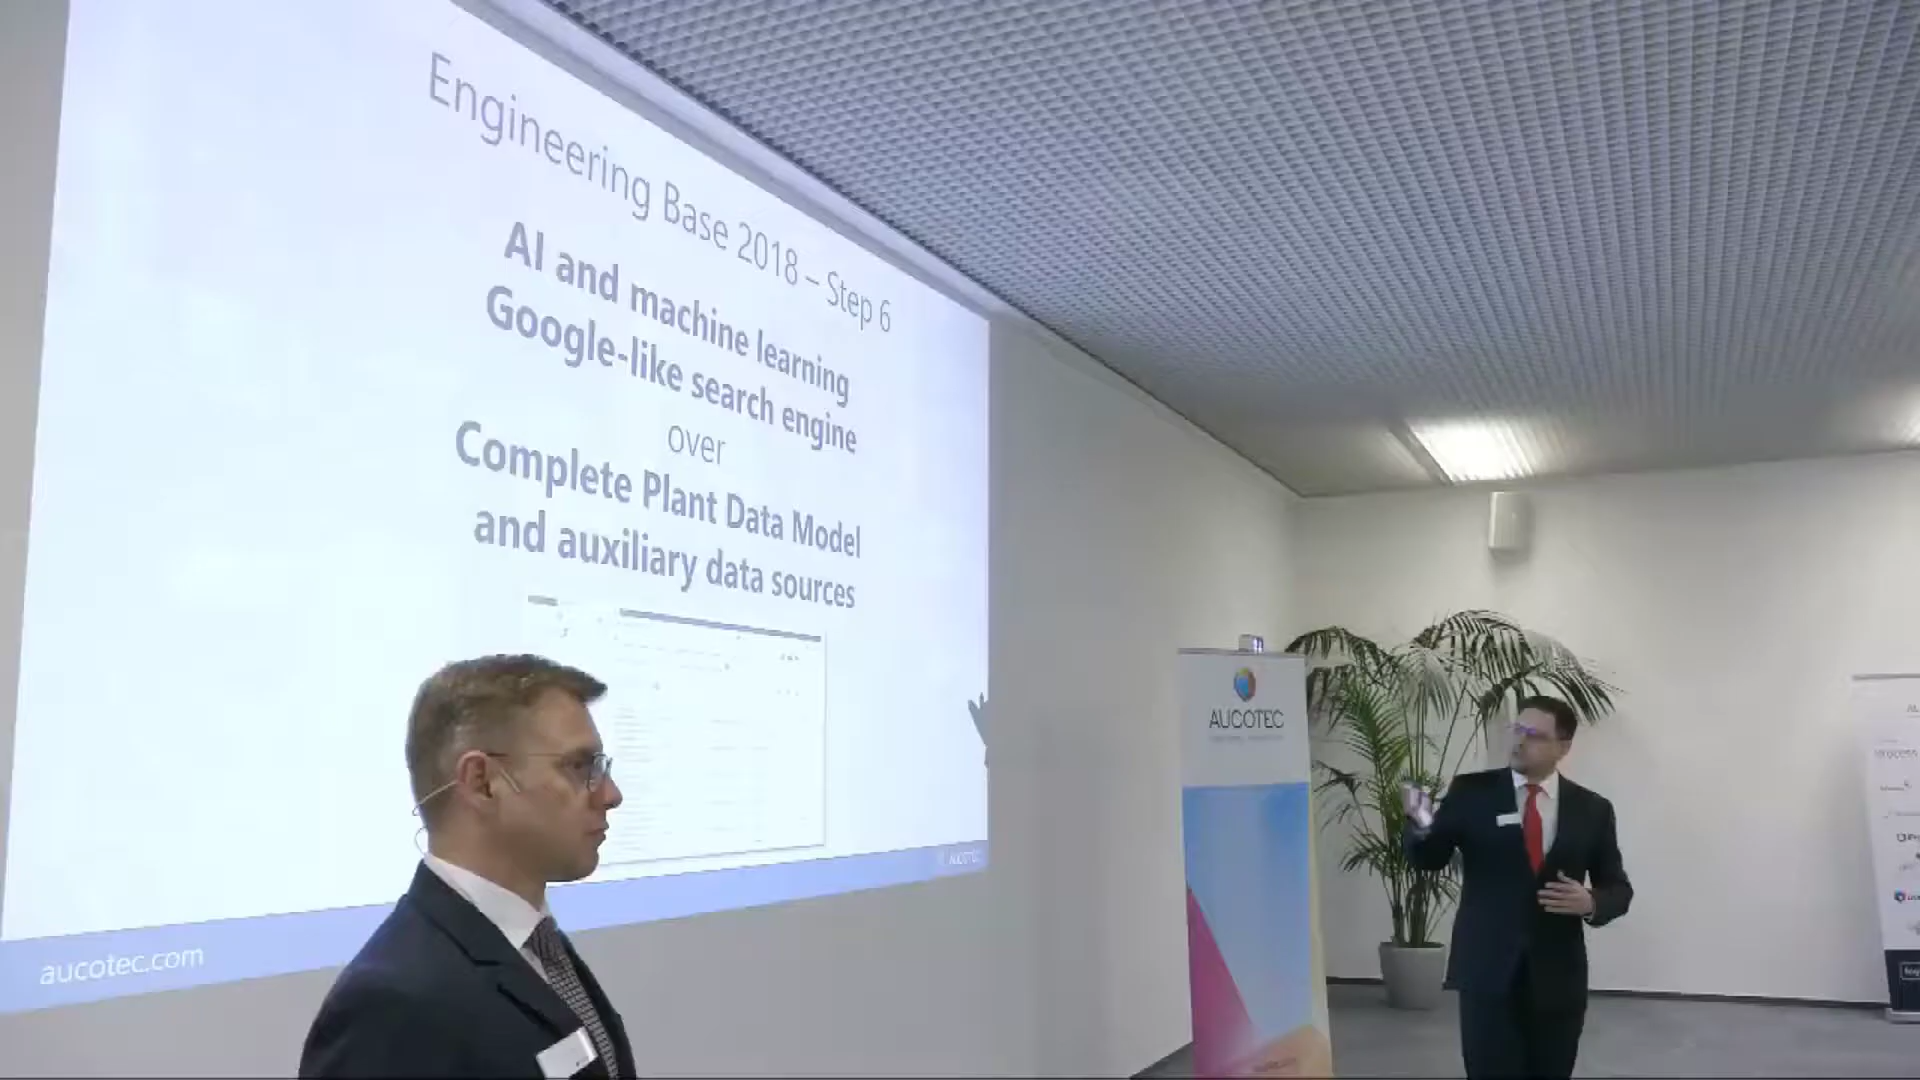 Engineering Base 2018 – Step 6
AI and machine learning
Google-like search engine
over
Complete Plant Data Model
and auxiliary data sources
AUCOTEC
aucotec.com
AUCOTEC